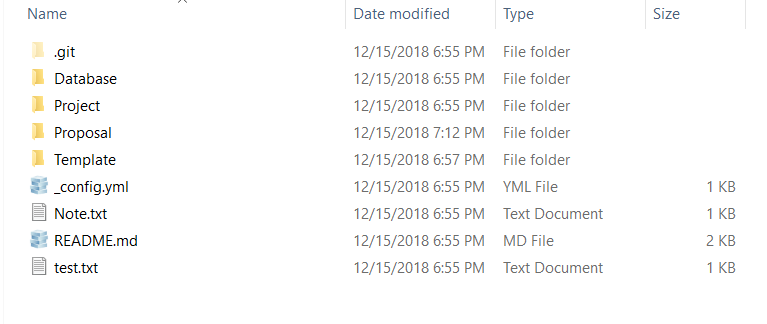 Name Date modified Type Size
.git 12/15/2018 6:55 PM File folder
Database 12/15/2018 6:55 PM File folder
Project 12/15/2018 6:55 PM File folder
Proposal 12/15/2018 7:12 PM File folder
Template 12/15/2018 6:57 PM File folder
_config.yml 12/15/2018 6:55 PM YML File 1 KB
Note.txt 12/15/2018 6:55 PM Text Document 1 KB
README.md 12/15/2018 6:55 PM MD File 2 KB
test.txt 12/15/2018 6:55 PM Text Document 1 KB